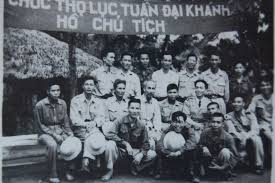 CHÚC THỌ LỤC TUẦN ĐẠI KHÁNH
HỒ CHỦ TỊCH